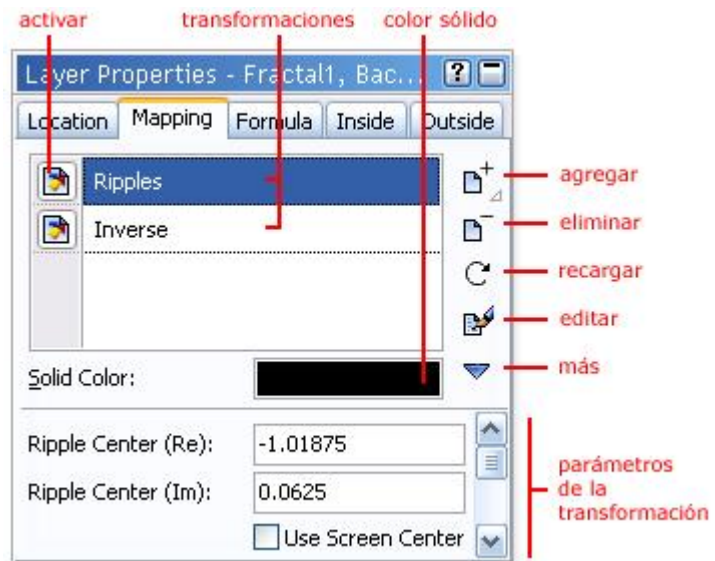 activar transformaciones color sólido
Layer Properties - Fractal1, Bac... ?
Location Mapping Formula Inside Outside
Ripples
agregar
Inverse
eliminar
recargar
editar
Solid Color:
más
Ripple Center (Re): -1.01875
Ripple Center (Im): 0.0625
Use Screen Center
parámetros
de la
transformación